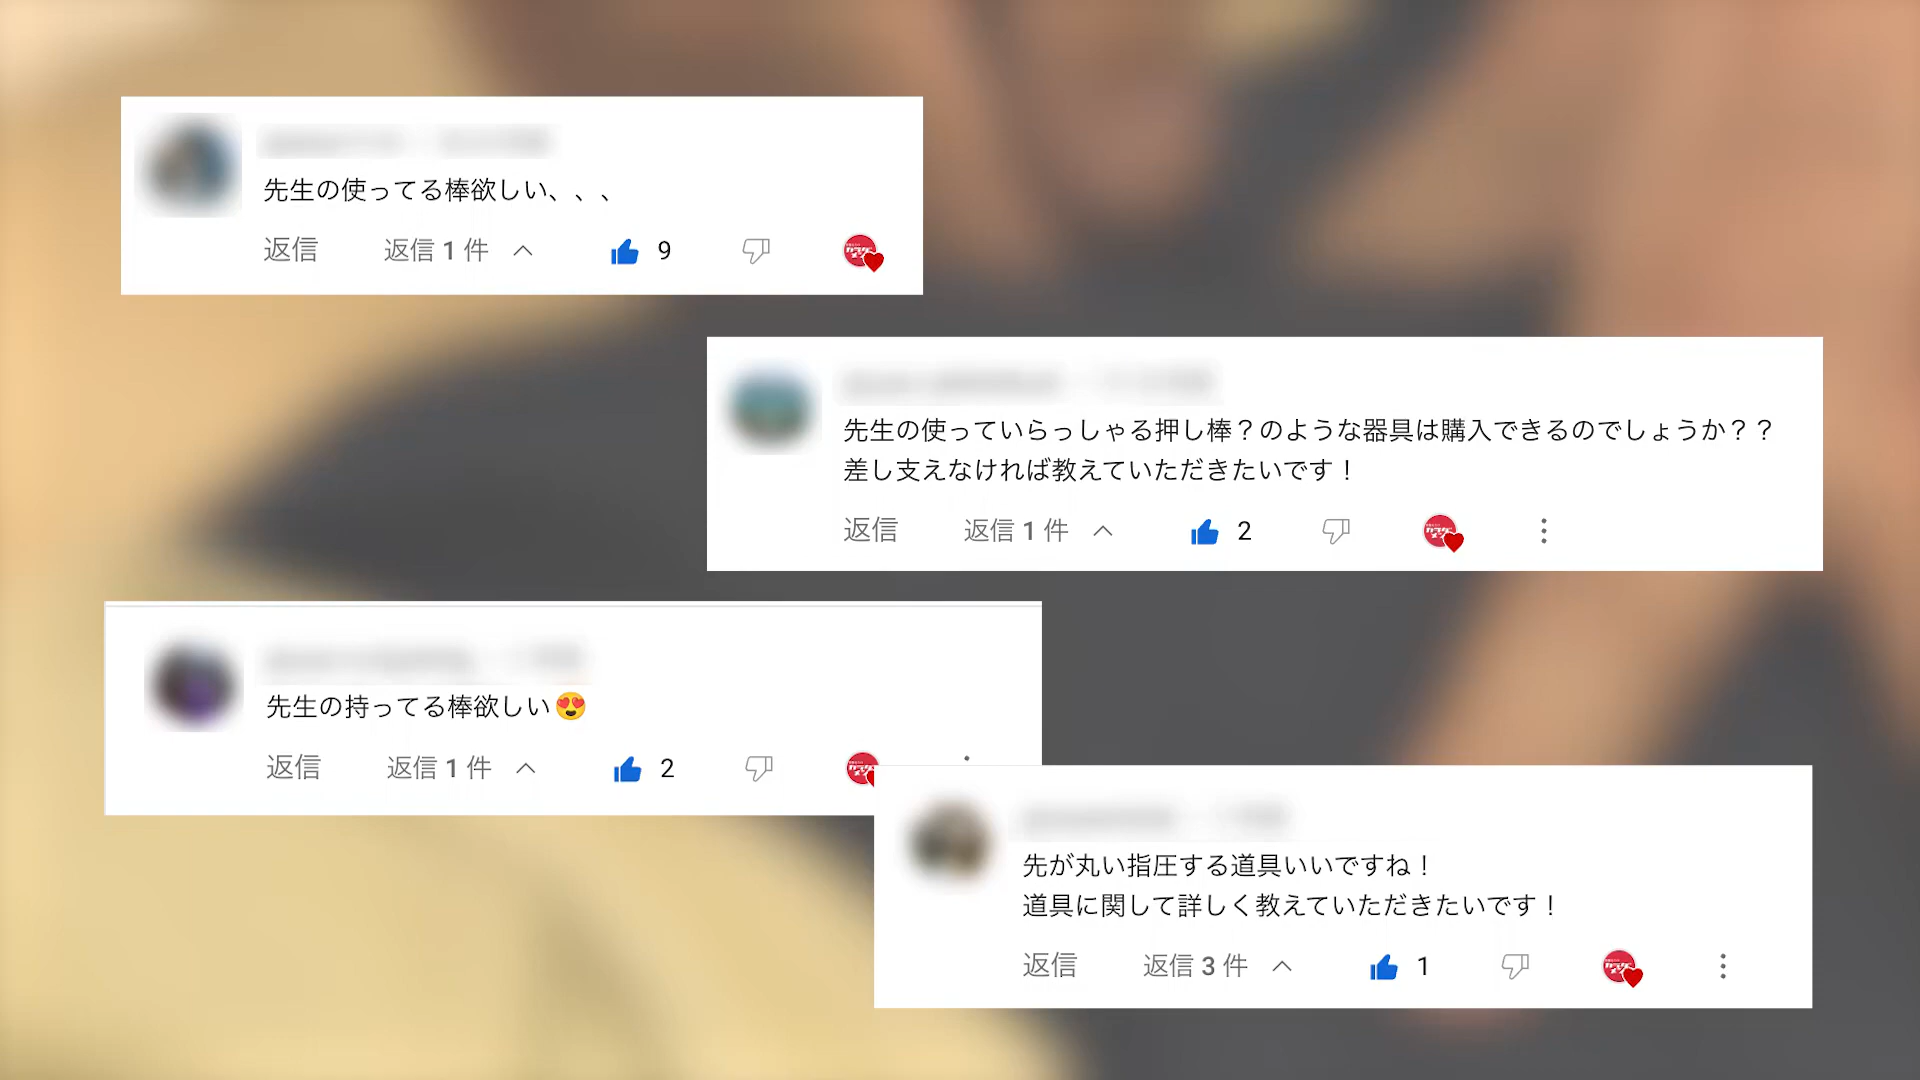 先生の使ってる棒欲しい、、、
返信 返信 1 件 9
先生の使っていらっしゃる押し棒？のような器具は購入できるのでしょうか？？
差し支えなければ教えていただきたいです！
返信 返信 1 件 2
先生の持ってる棒欲しい😍
返信 返信 1 件 2
先が丸い指圧する道具いいですね！
道具に関して詳しく教えていただきたいです！
返信 返信 3 件 1